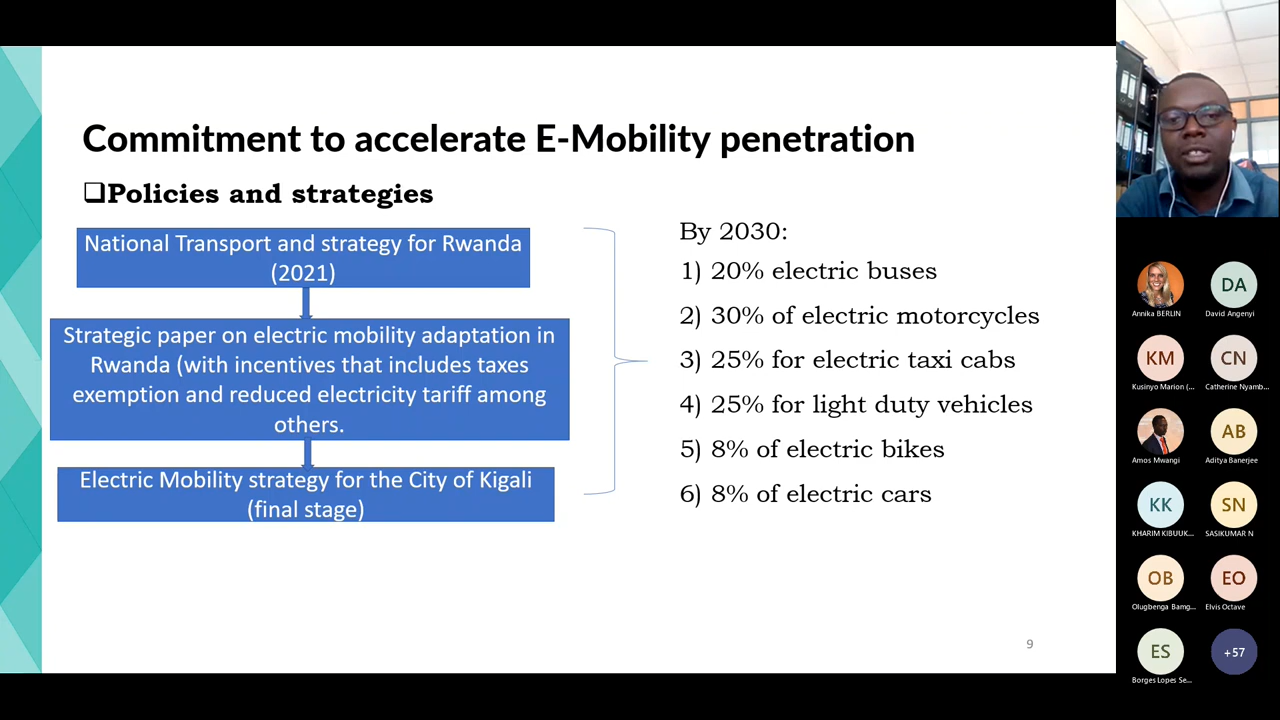 Commitment to accelerate E-Mobility penetration
❑Policies and strategies
National Transport and strategy for Rwanda
(2021)
Strategic paper on electric mobility adaptation in
Rwanda (with incentives that includes taxes
exemption and reduced electricity tariff among
others.
Electric Mobility strategy for the City of Kigali
(final stage)
By 2030:
1) 20% electric buses
2) 30% of electric motorcycles
3) 25% for electric taxi cabs
4) 25% for light duty vehicles
5) 8% of electric bikes
6) 8% of electric cars
9
Annika BERLIN
DA
David Angenyi
KM
Kusinyo Marion (...
CN
Catherine Nyamb...
Amos Mwangi
AB
Aditya Banerjee
KK
KHARIM KIBUUK...
SN
SASIKUMAR N
OB
Olugbenga Bamg...
EO
Elvis Octave
ES
Borges Lopes Se...
+57